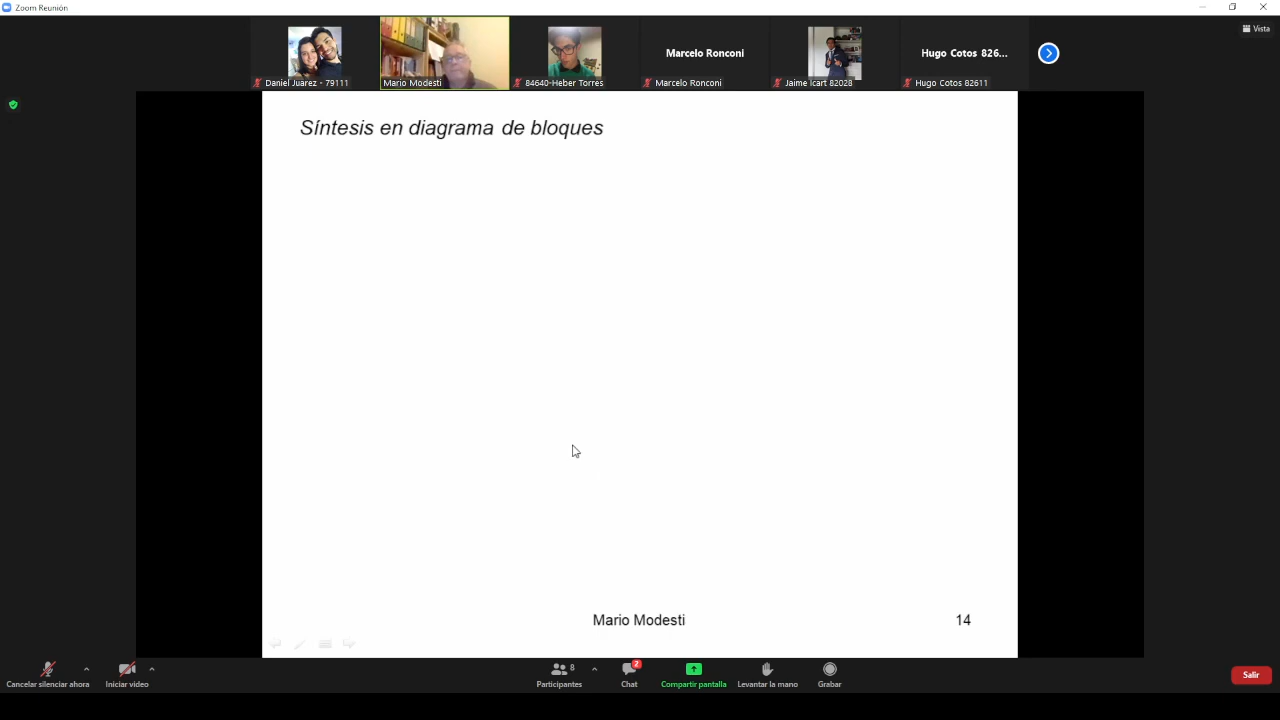 Zoom Reunión
Vista
Daniel Juarez - 79111
Mario Modesti
84640-Heber Torres
Marcelo Ronconi
Marcelo Ronconi
Jaime Icart 82028
Hugo Cotos 826...
Hugo Cotos 82611
Síntesis en diagrama de bloques
Mario Modesti
14
Cancelar silenciar ahora
Iniciar video
8
Participantes
2
Chat
Compartir pantalla
Levantar la mano
Grabar
Salir